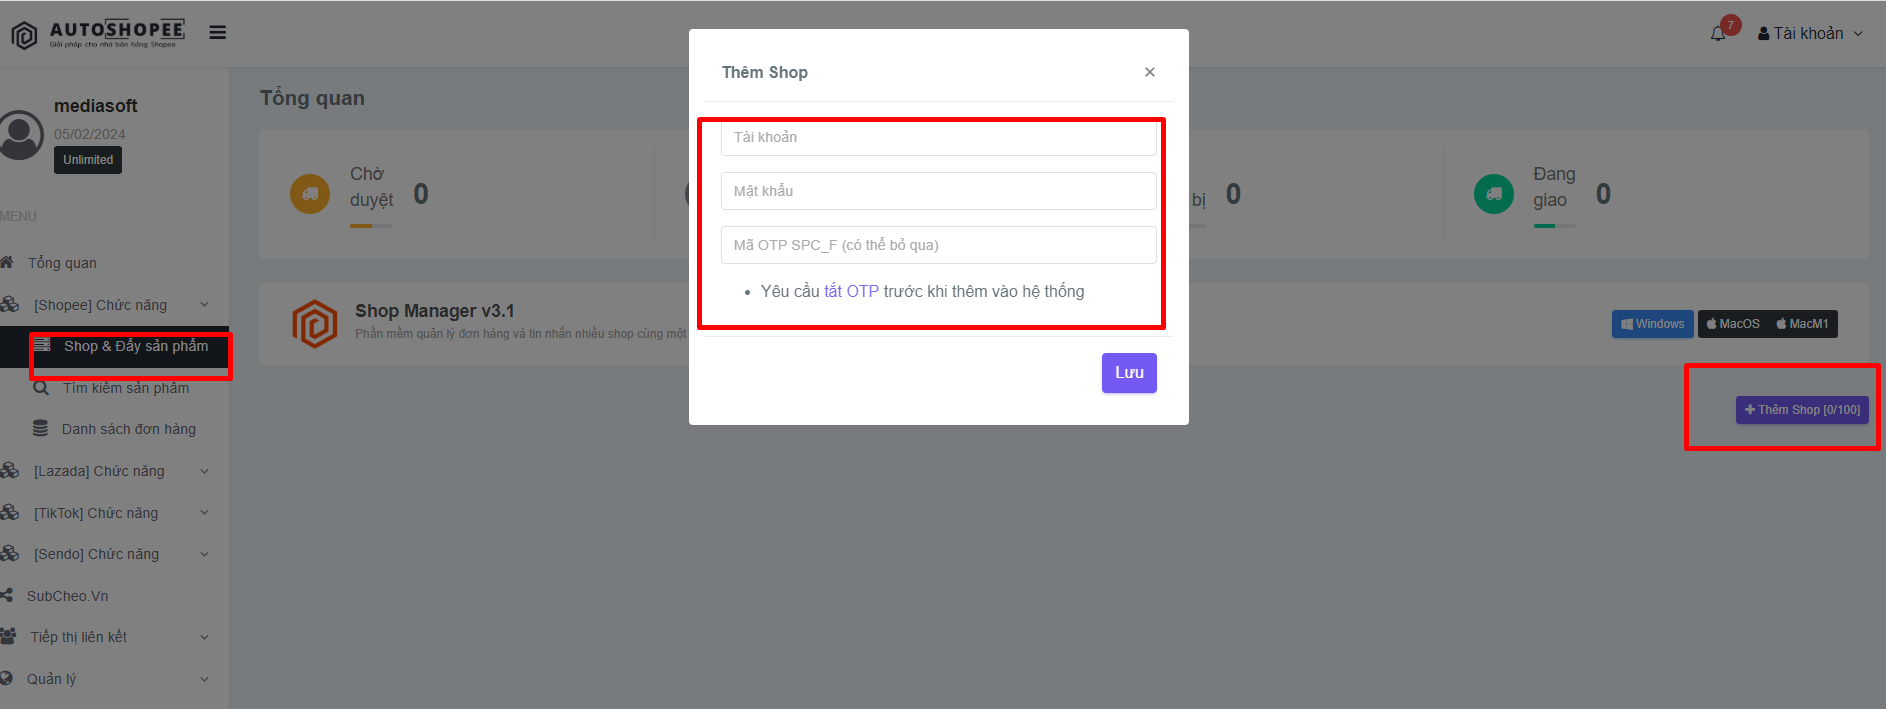 AUTOSHOPEE
Giải pháp cho nhà bán hàng Shopee
7
Tài khoản
mediasoft
05/02/2024
Unlimited
MENU
Tổng quan
[Shopee] Chức năng
Shop & Đẩy sản phẩm
Tìm kiếm sản phẩm
Danh sách đơn hàng
[Lazada] Chức năng
[TikTok] Chức năng
[Sendo] Chức năng
SubCheo.Vn
Tiếp thị liên kết
Quản lý
Tổng quan
Chờ
duyệt
0
bị
0
Đang
giao
0
Shop Manager v3.1
Phần mềm quản lý đơn hàng và tin nhắn nhiều shop cùng một
Windows
MacOS
MacM1
Thêm Shop [0/100]
Thêm Shop
×
Tài khoản
Mật khẩu
Mã OTP SPC_F (có thể bỏ qua)
• Yêu cầu tắt OTP trước khi thêm vào hệ thống
Lưu